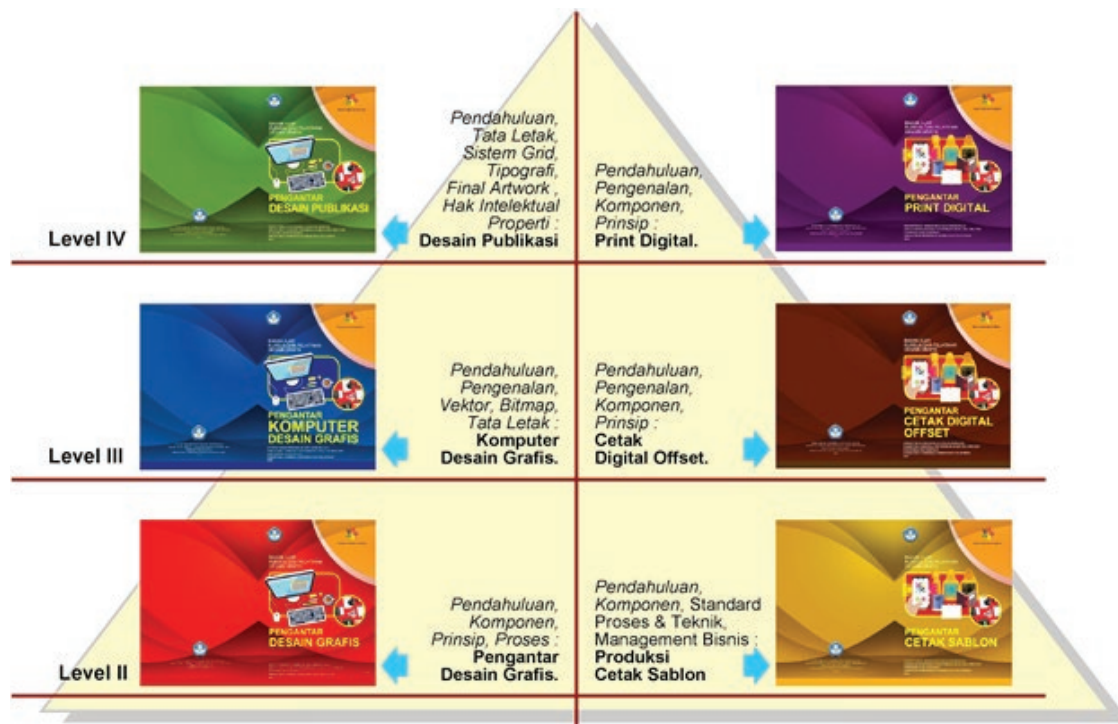 PENGANTAR
DESAIN PUBLIKASI
Level IV
Pendahuluan,
Tata Letak,
Sistem Grid,
Tipografi,
Final Artwork ,
Hak Intelektual
Properti :
Desain Publikasi
Pendahuluan,
Pengenalan,
Komponen,
Prinsip :
Print Digital.
PENGANTAR
PRINT DIGITAL
PENGANTAR
KOMPUTER
DESAIN GRAFIS
Level III
Pendahuluan,
Pengenalan,
Vektor, Bitmap,
Tata Letak :
Komputer
Desain Grafis.
Pendahuluan,
Pengenalan,
Komponen,
Prinsip :
Cetak
Digital Offset.
PENGANTAR
CETAK DIGITAL
OFFSET
PENGANTAR
DESAIN GRAFIS
Level II
Pendahuluan,
Komponen,
Prinsip, Proses :
Pengantar
Desain Grafis.
Pendahuluan,
Komponen, Standard
Proses & Teknik,
Management Bisnis :
Produksi
Cetak Sablon
PENGANTAR
CETAK SABLON